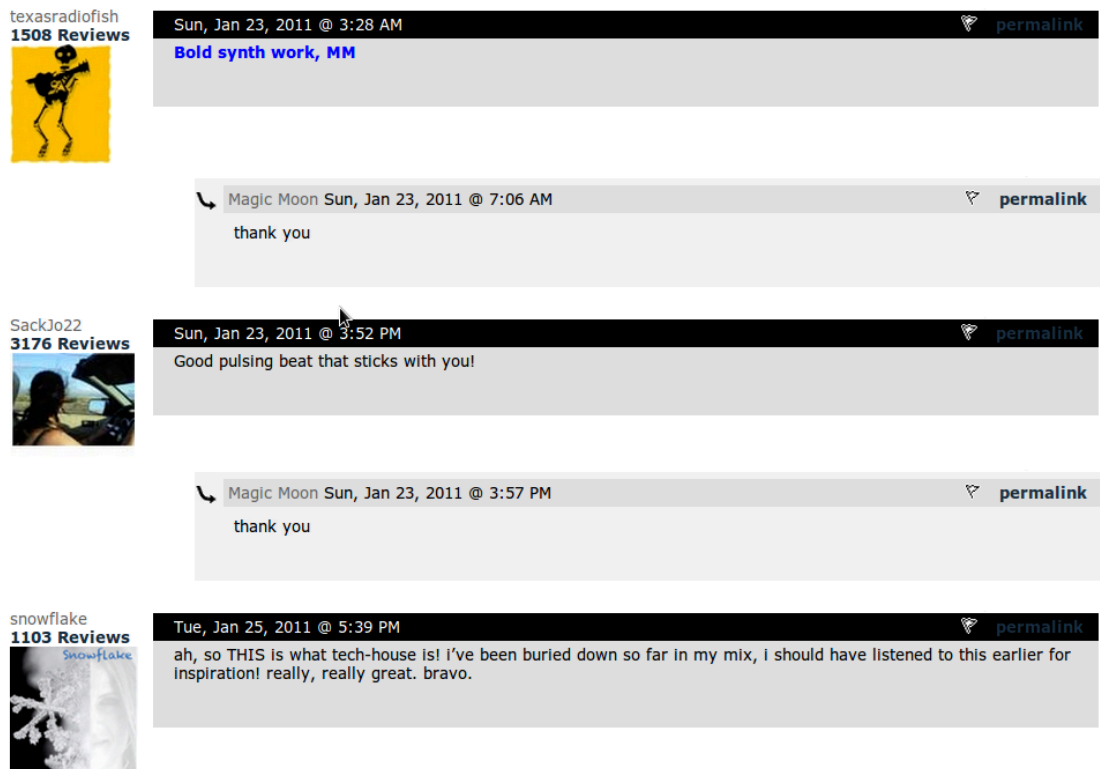 texasradiofish
1508 Reviews
Sun, Jan 23, 2011 @ 3:28 AM
permalink
Bold synth work, MM
Magic Moon Sun, Jan 23, 2011 @ 7:06 AM
permalink
thank you
SackJo22
3176 Reviews
Sun, Jan 23, 2011 @ 3:52 PM
permalink
Good pulsing beat that sticks with you!
Magic Moon Sun, Jan 23, 2011 @ 3:57 PM
permalink
thank you
snowflake
1103 Reviews
Snowflake
Tue, Jan 25, 2011 @ 5:39 PM
permalink
ah, so THIS is what tech-house is! i've been buried down so far in my mix, i should have listened to this earlier for
inspiration! really, really great. bravo.